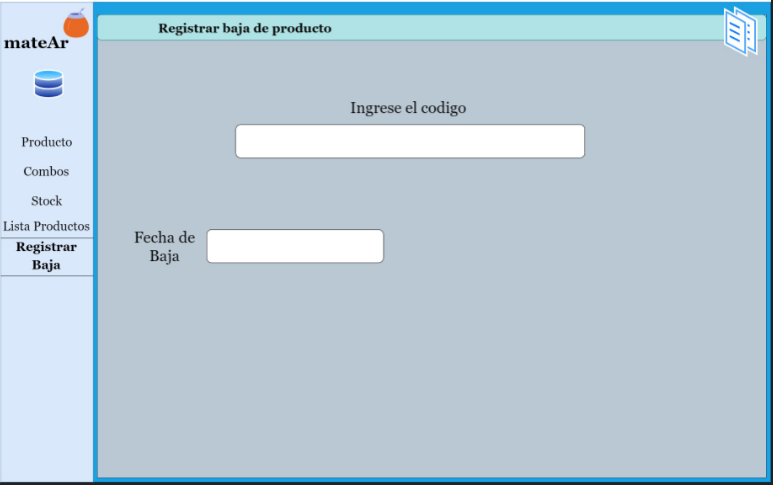 mateAr
Producto
Combos
Stock
Lista Productos
Registrar
Baja
Registrar baja de producto
Ingrese el codigo
Fecha de
Baja